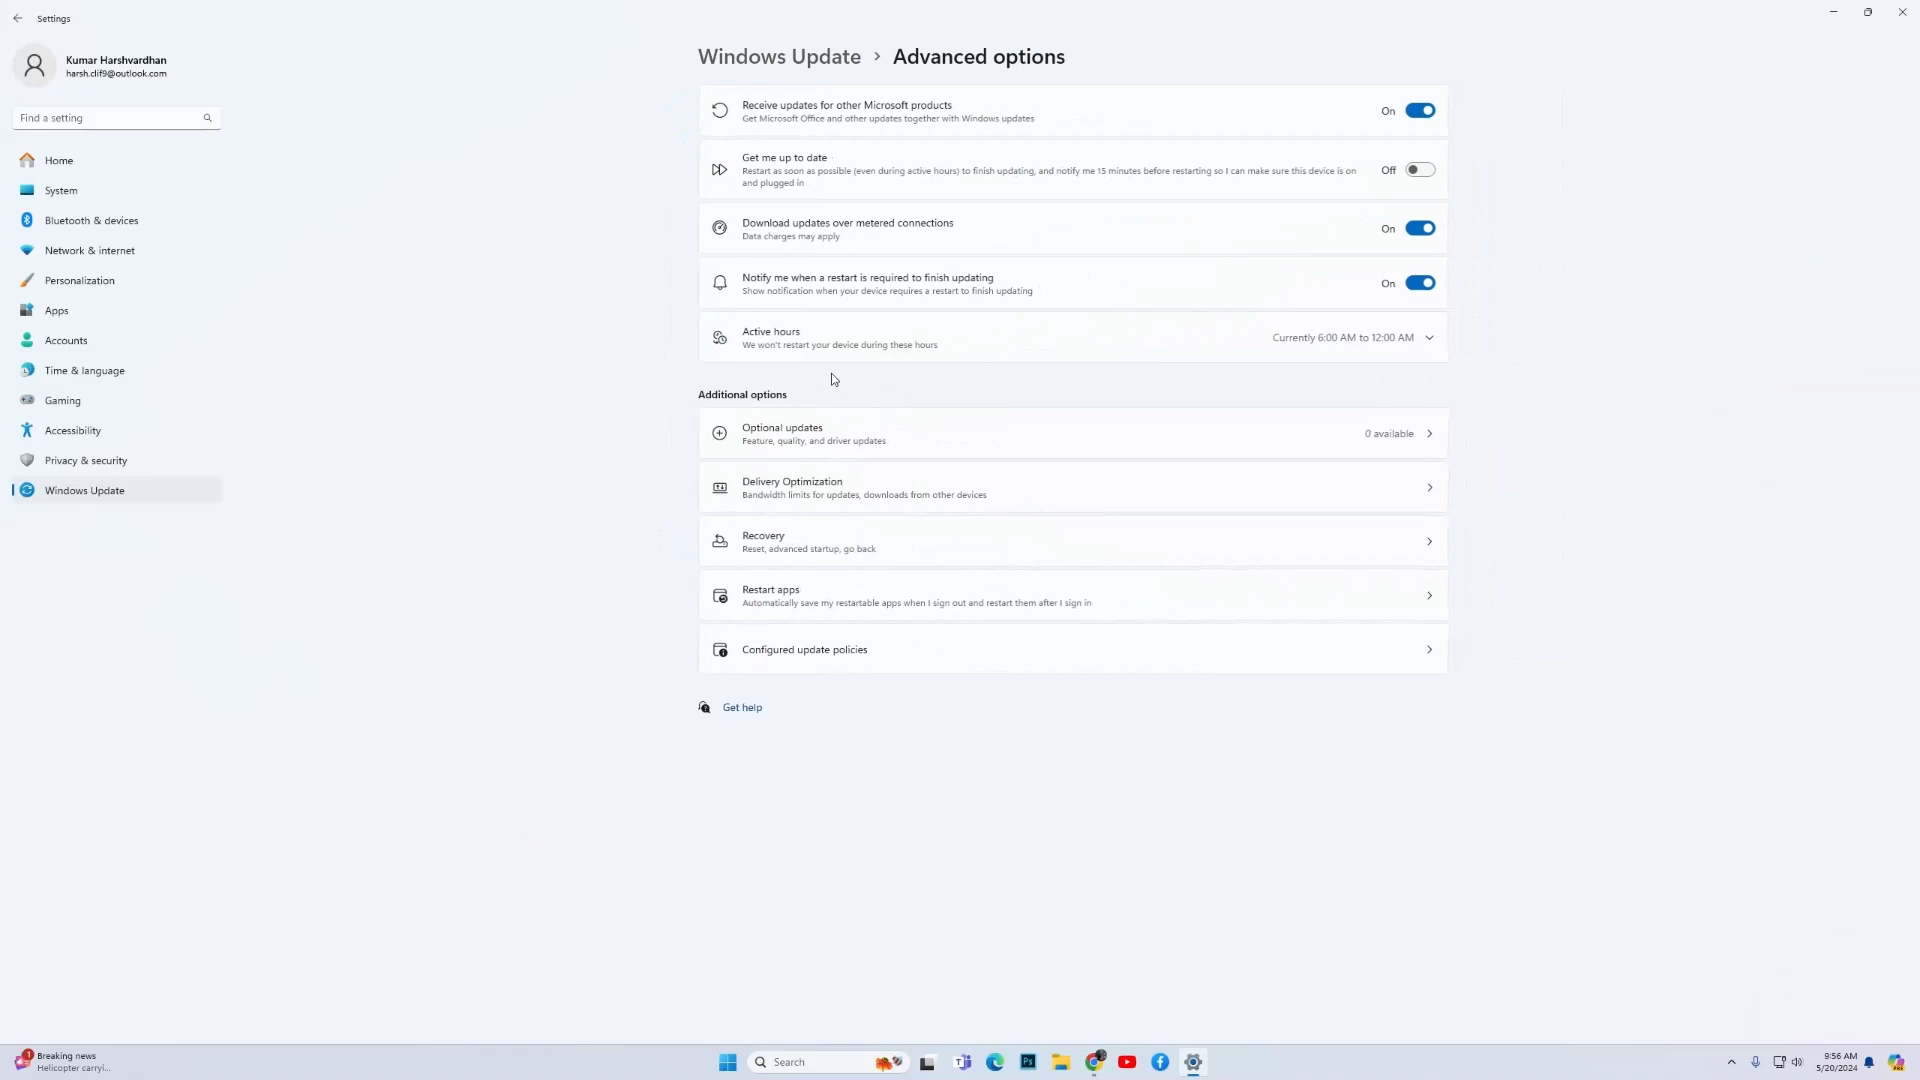 Settings
Kumar Harshvardhan
harsh.clif9@outlook.com
Find a setting
Home
System
Bluetooth & devices
Network & internet
Personalization
Apps
Accounts
Time & language
Gaming
Accessibility
Privacy & security
Windows Update
Windows Update > Advanced options
Receive updates for other Microsoft products
Get Microsoft Office and other updates together with Windows updates
On
Get me up to date
Restart as soon as possible (even during active hours) to finish updating, and notify me 15 minutes before restarting so I can make sure this device is on
and plugged in
Off
Download updates over metered connections
Data charges may apply
On
Notify me when a restart is required to finish updating
Show notification when your device requires a restart to finish updating
On
Active hours
We won't restart your device during these hours
Currently 6:00 AM to 12:00 AM
Additional options
Optional updates
Feature, quality, and driver updates
0 available
Delivery Optimization
Bandwidth limits for updates, downloads from other devices
Recovery
Reset, advanced startup, go back
Restart apps
Automatically save my restartable apps when I sign out and restart them after I sign in
Configured update policies
Get help
1
Breaking news
Helicopter carryi...
Search
Ps
9:56 AM
5/20/2024